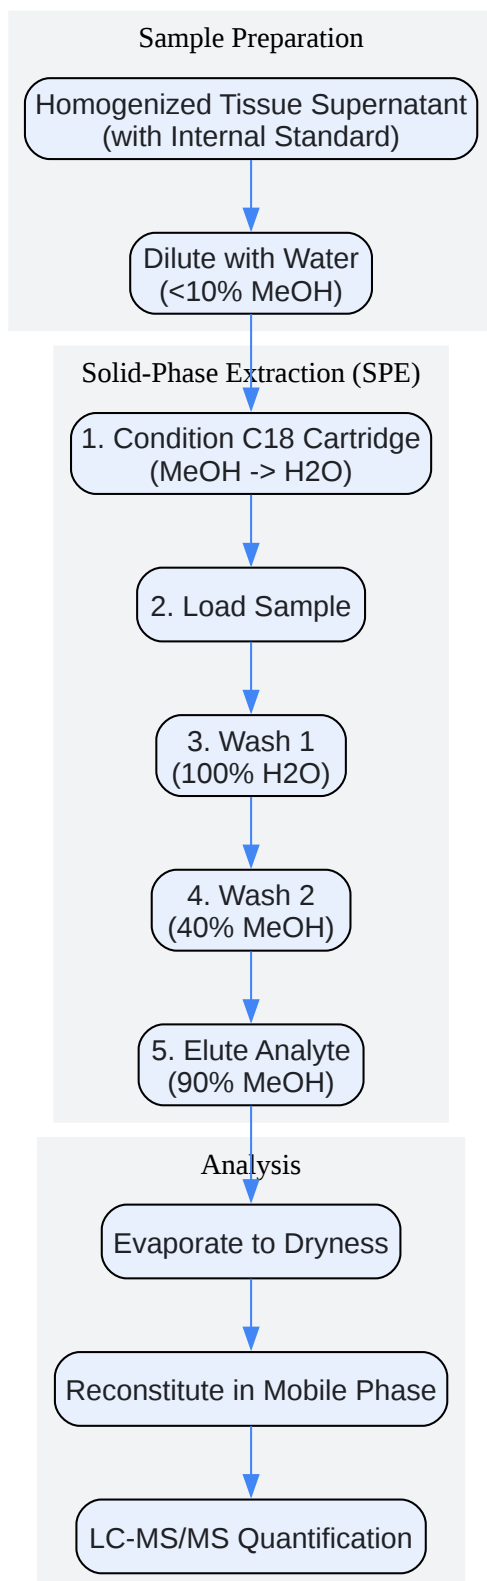 Sample Preparation
Homogenized Tissue Supernatant
(with Internal Standard)
Dilute with Water
(<10% MeOH)
Solid-Phase Extraction (SPE)
1. Condition C18 Cartridge
(MeOH -> H2O)
2. Load Sample
3. Wash 1
(100% H2O)
4. Wash 2
(40% MeOH)
5. Elute Analyte
(90% MeOH)
Analysis
Evaporate to Dryness
Reconstitute in Mobile Phase
LC-MS/MS Quantification